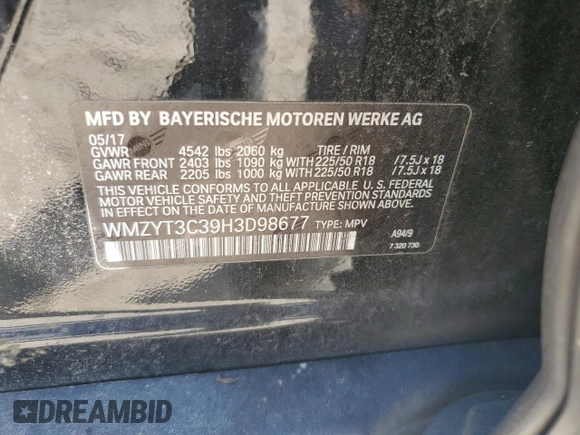 MFD BY BAYERISCHE MOTOREN WERKE AG
05/17
GVWR 4542 lbs 2060 kg TIRE / RIM
GAWR FRONT 2403 lbs 1090 kg WITH 225/50 R18 /7.5J x 18
GAWR REAR 2205 lbs 1000 kg WITH 225/50 R18 /7.5J x 18
THIS VEHICLE CONFORMS TO ALL APPLICABLE U. S. FEDERAL
MOTOR VEHICLE SAFETY AND THEFT PREVENTION STANDARDS
IN EFFECT ON THE DATE OF MANUFACTURE SHOWN ABOVE.
WMZYT3C39H3D98677 TYPE: MPV
A94/9
7 320 730
DREAMBID